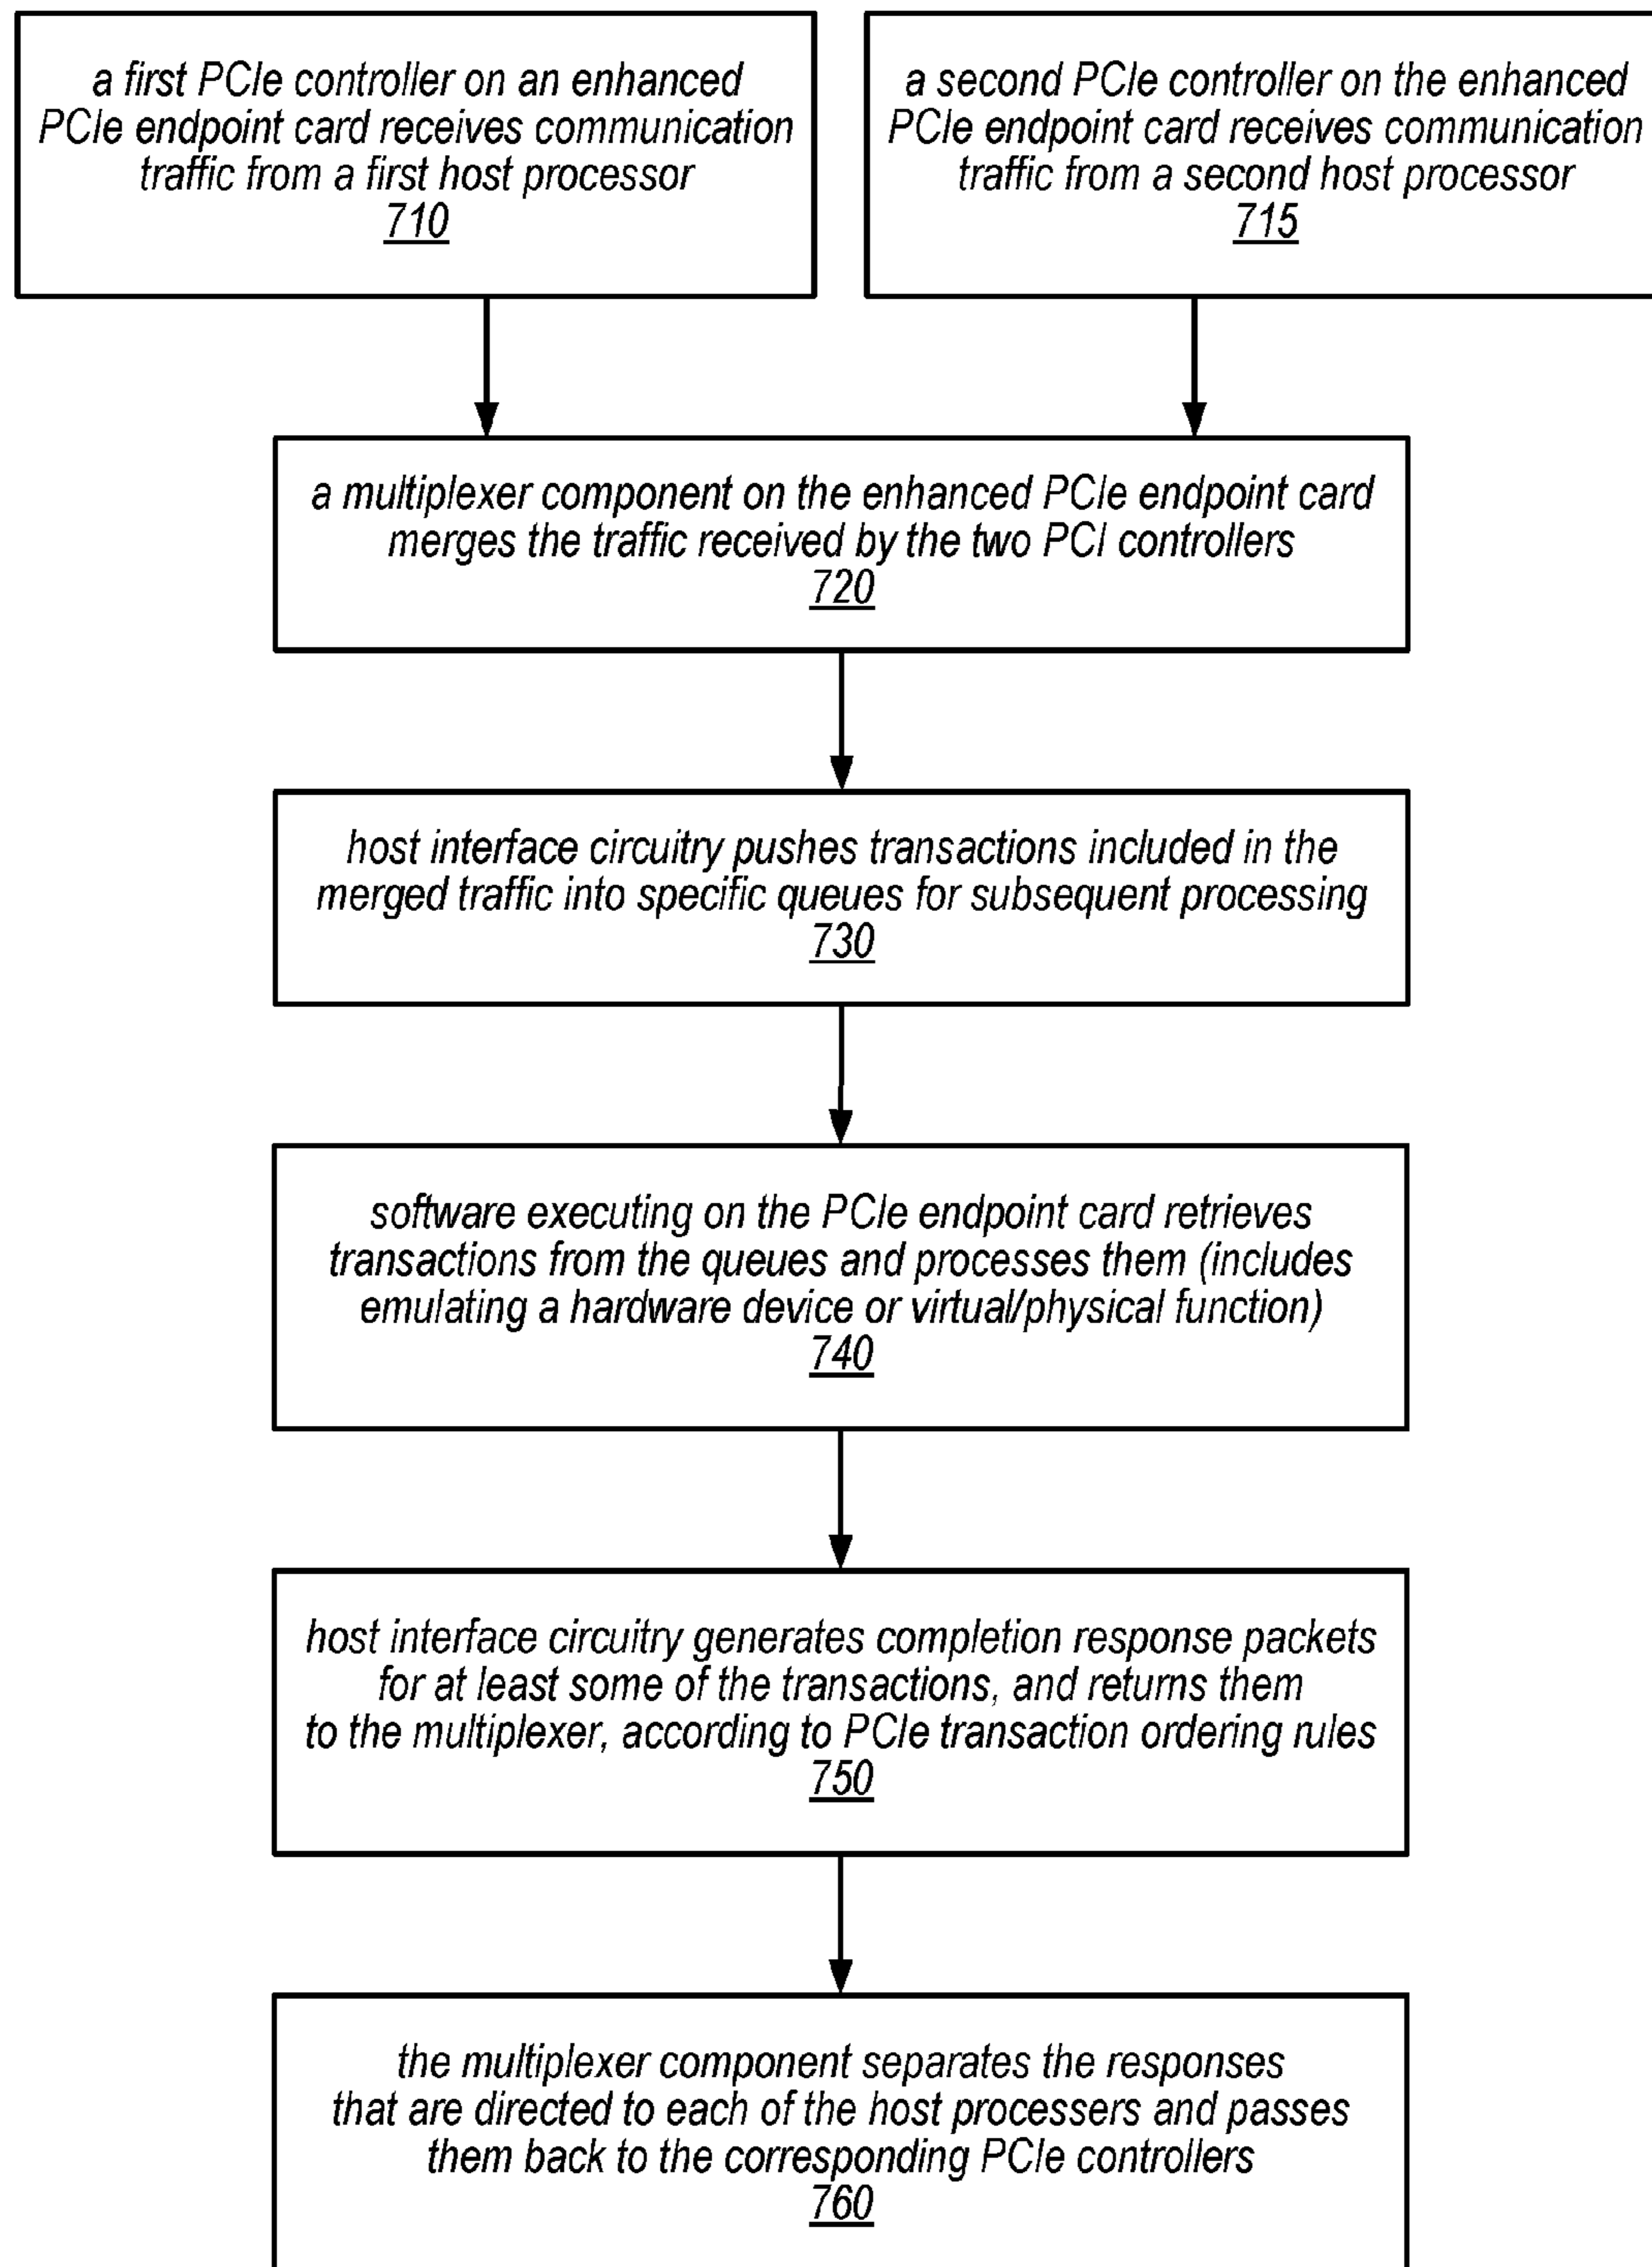 a first PCIe controller on an enhanced
PCIe endpoint card receives communication
traffic from a first host processor
710
a second PCIe controller on the enhanced
PCIe endpoint card receives communication
traffic from a second host processor
715
a multiplexer component on the enhanced PCIe endpoint card
merges the traffic received by the two PCI controllers
720
host interface circuitry pushes transactions included in the
merged traffic into specific queues for subsequent processing
730
software executing on the PCIe endpoint card retrieves
transactions from the queues and processes them (includes
emulating a hardware device or virtual/physical function)
740
host interface circuitry generates completion response packets
for at least some of the transactions, and returns them
to the multiplexer, according to PCIe transaction ordering rules
750
the multiplexer component separates the responses
that are directed to each of the host processers and passes
them back to the corresponding PCIe controllers
760